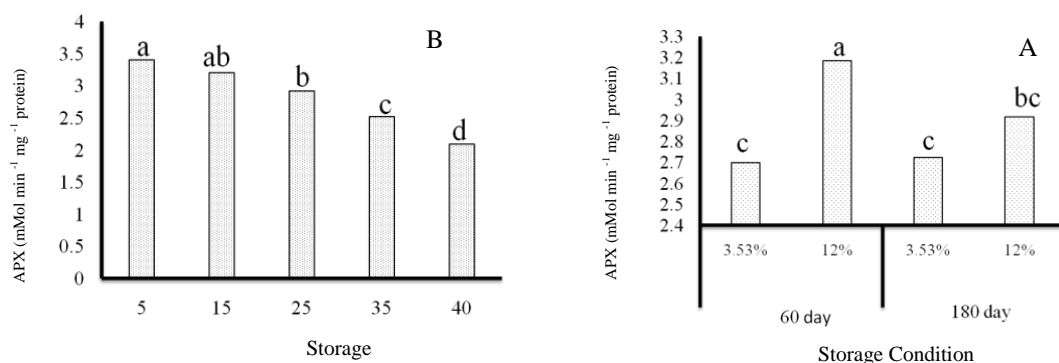 B
APX (mMol min -1 mg -1 protein)
4
3.5
3
2.5
2
1.5
1
0.5
0
a
ab
b
c
d
5 15 25 35 40
Storage
A
APX (mMol min -1 mg -1 protein)
3.3
3.2
3.1
3
2.9
2.8
2.7
2.6
2.5
2.4
c
a
c
bc
3.53% 12% 3.53% 12%
60 day 180 day
Storage Condition